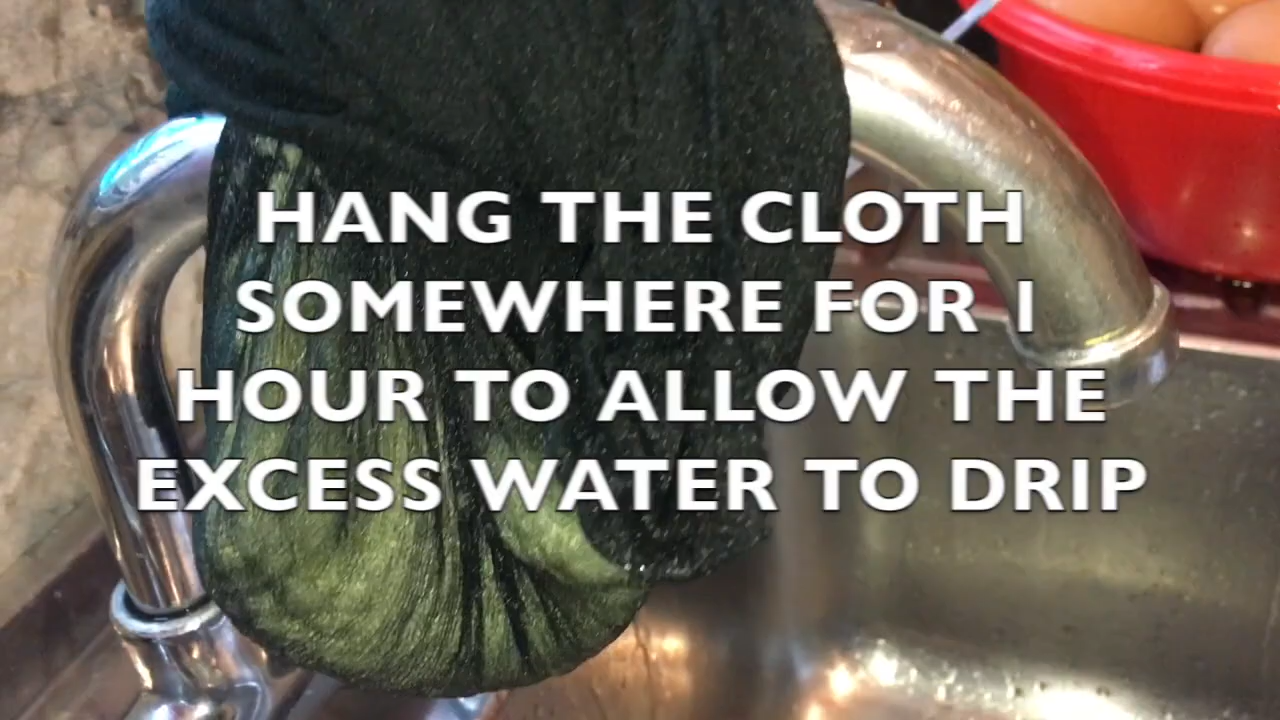 HANG THE CLOTH
SOMEWHERE FOR 1
HOUR TO ALLOW THE
EXCESS WATER TO DRIP